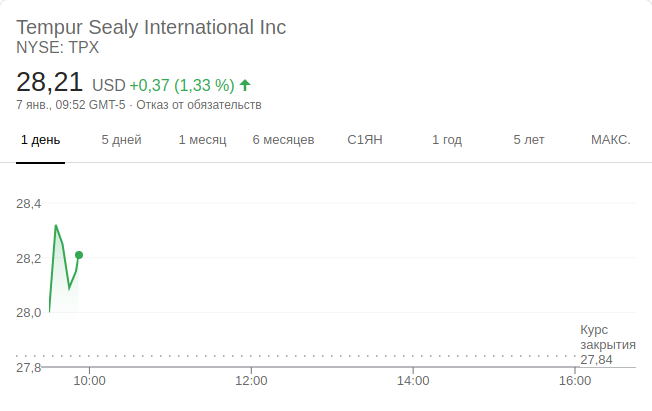 Tempur Sealy International Inc
NYSE: TPX
28,21 USD +0,37 (1,33 %)
7 янв., 09:52 GMT-5 · Отказ от обязательств
1 день 5 дней 1 месяц 6 месяцев С1ЯН 1 год 5 лет МАКС.
28,4
28,2
28,0
Курс
закрытия
27,84
27,8
10:00 12:00 14:00 16:00